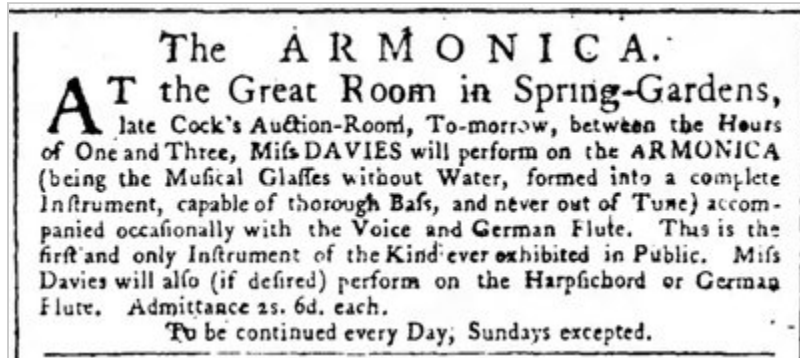 The ARMONICA.
AT the Great Room in Spring-Gardens,
late Cock's Auction-Room, To-morrow, between the Hours
of One and Three, Miſs DAVIES will perform on the ARMONICA
(being the Muſical Glaſſes without Water, formed into a complete
Inſtrument, capable of thorough Baſs, and never out of Tune) accom-
panied occaſionally with the Voice and German Flute. This is the
firſt and only Inſtrument of the Kind ever exhibited in Public. Miſs
Davies will alſo (if deſired) perform on the Harpſichord or German
Flute. Admittance 2s. 6d. each.
To be continued every Day, Sundays excepted.